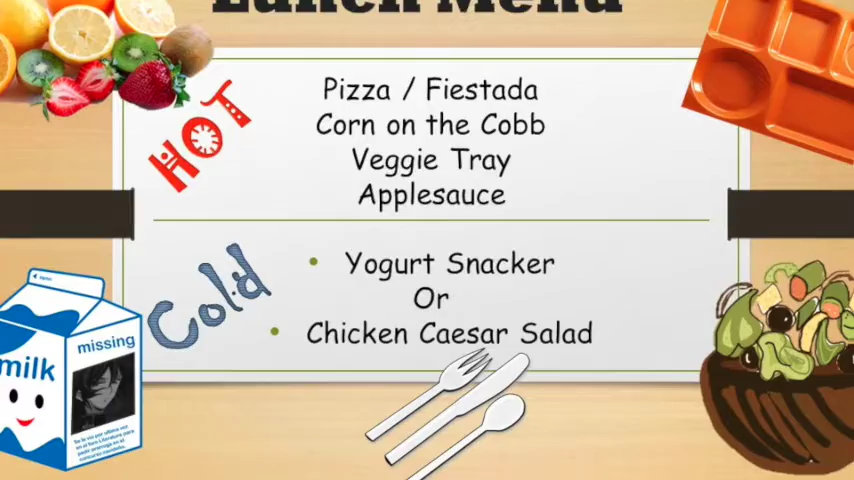 Lunch Menu
HOT
Pizza / Fiestada
Corn on the Cobb
Veggie Tray
Applesauce
Cold
• Yogurt Snacker
Or
• Chicken Caesar Salad
milk
missing